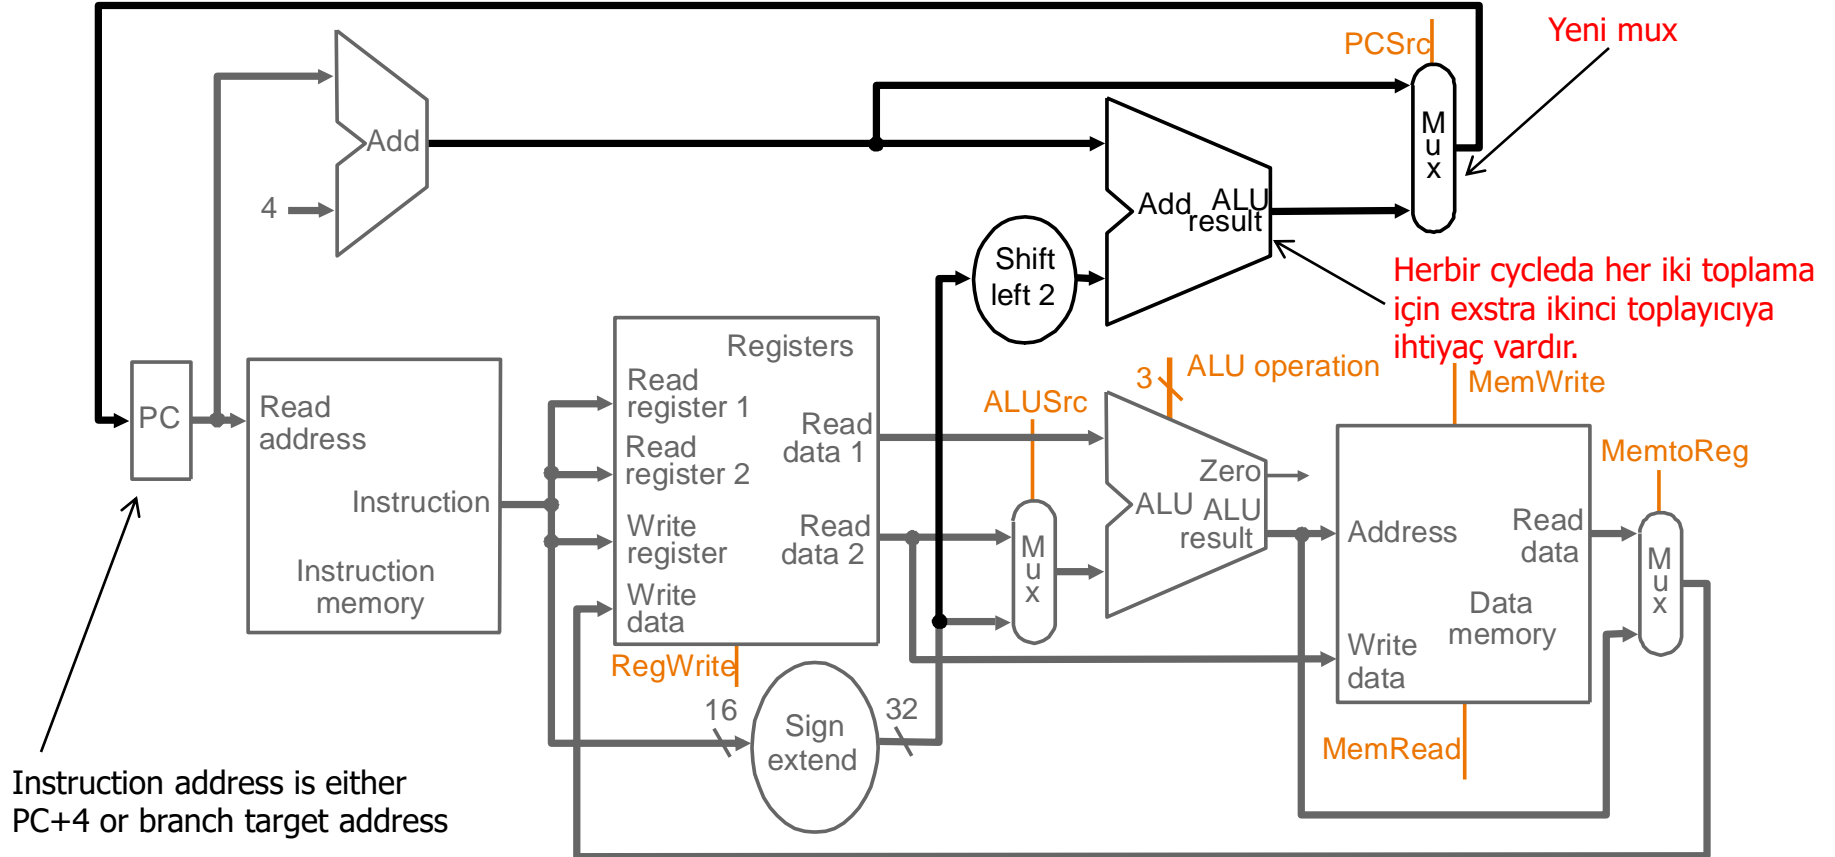 PCSrc
Yeni mux
Add
4
M
u
x
Add
ALU
result
Shift
left 2
Herbir cycleda her iki toplama
için exstra ikinci toplayıcıya
ihtiyaç vardır.
PC
Read
address
Instruction
Instruction
memory
Registers
Read
register 1
Read
register 2
Write
register
Write
data
Read
data 1
Read
data 2
RegWrite
16
Sign
extend
32
ALUSrc
M
u
x
3
ALU operation
Zero
ALU
ALU
result
MemWrite
Address
Read
data
Data
memory
Write
data
MemRead
MemtoReg
M
u
x
Instruction address is either
PC+4 or branch target address